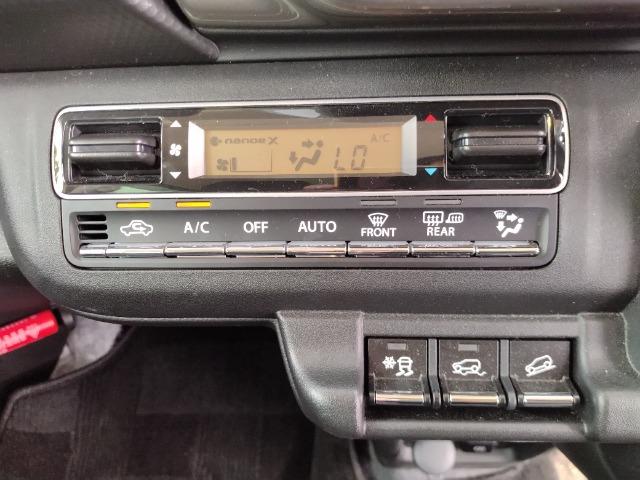 nanoe X
A/C
LO
A/C
OFF
AUTO
FRONT
REAR